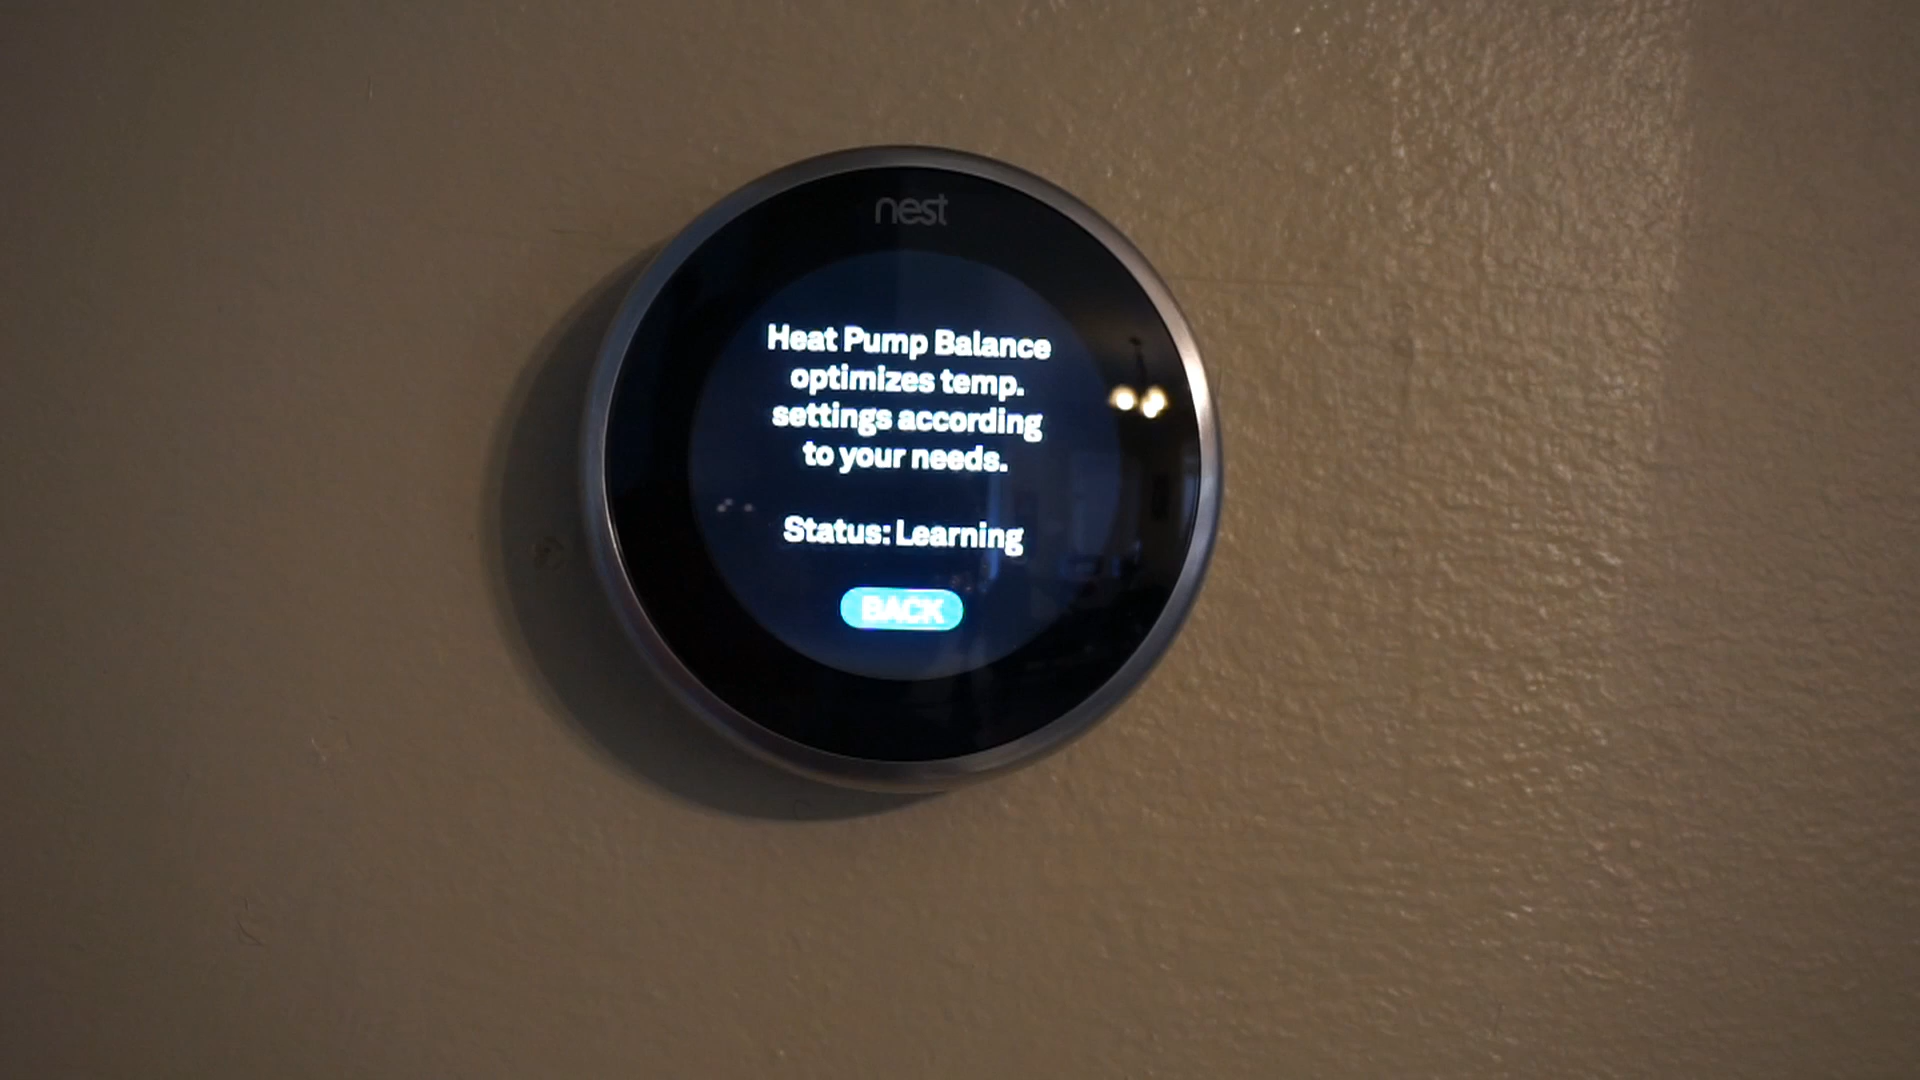 nest
Heat Pump Balance
optimizes temp.
settings according
to your needs.
Status: Learning
BACK